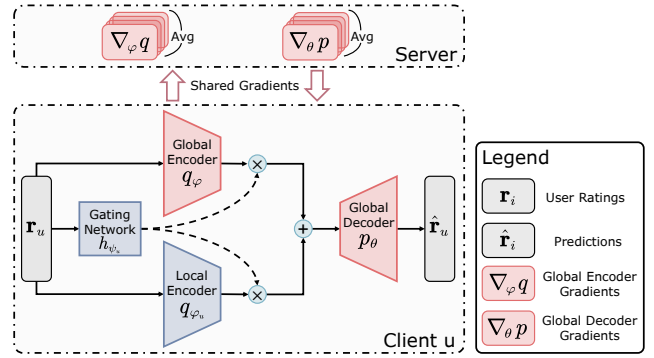 ∇_φ q
Avg
∇_θ p
Avg
Server
Shared Gradients
Global
Encoder
q_φ
×
r_u
Gating
Network
h_{ψ_u}
+
Global
Decoder
p_θ
r̂_u
Local
Encoder
q_{φ_u}
×
Client u
Legend
r_i
User Ratings
r̂_i
Predictions
∇_φ q
Global Encoder
Gradients
∇_θ p
Global Decoder
Gradients